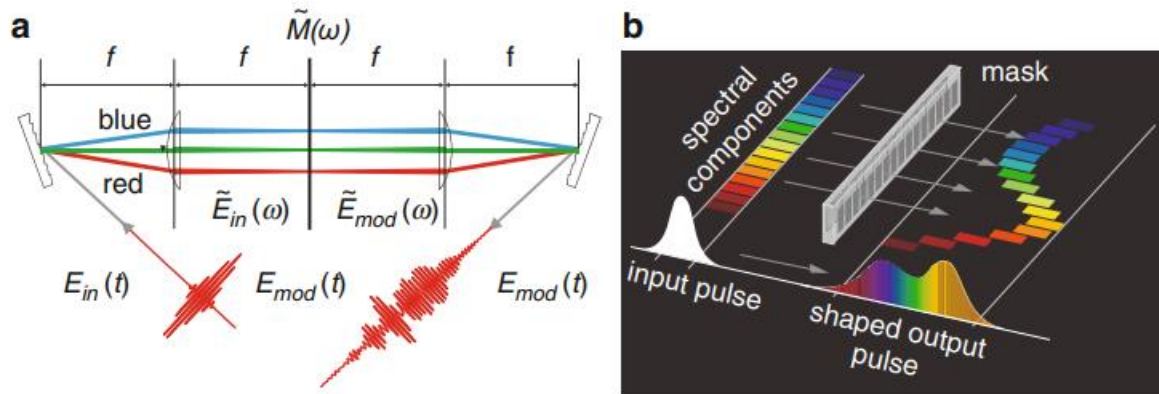 a
M̃(ω)
f f f f
blue
red
Ẽin(ω) Ẽmod(ω)
Ein(t) Emod(t) Emod(t)
b
mask
spectral
components
input pulse
shaped output
pulse